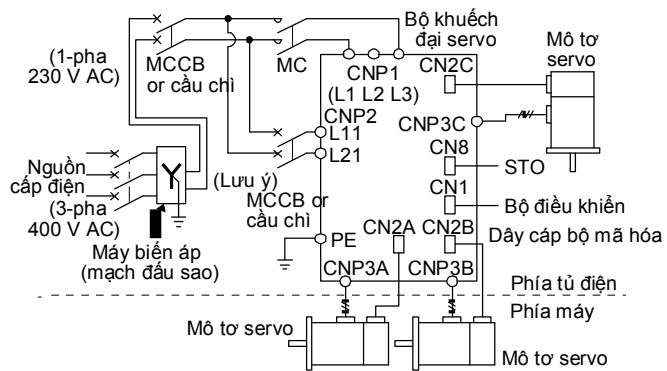 Bộ khuếch
đại servo
Mô tơ
servo
(1-pha
230 V AC)
MCCB
or cầu chì
MC
CNP1
(L1 L2 L3)
CN2C
CNP2
L11
L21
CNP3C
CN8
STO
CN1
Bộ điều khiển
Nguồn
cấp điện
(3-pha
400 V AC)
(Lưu ý)
MCCB or
cầu chì
Máy biến áp
(mạch đấu sao)
PE
CN2A
CN2B
Dây cáp bộ mã hóa
CNP3A
CNP3B
Phía tủ điện
Phía máy
Mô tơ servo
Mô tơ servo